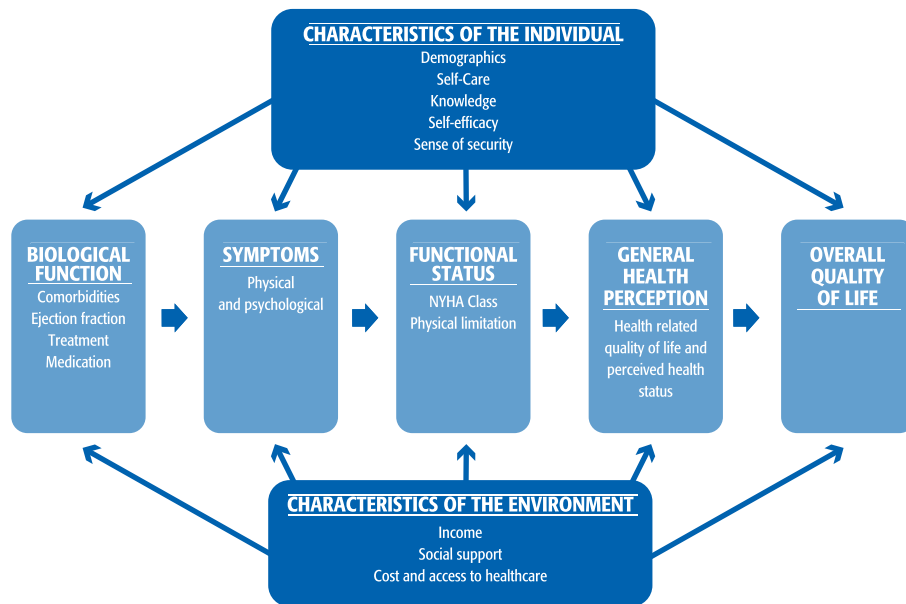 CHARACTERISTICS OF THE INDIVIDUAL
Demographics
Self-Care
Knowledge
Self-efficacy
Sense of security
BIOLOGICAL
FUNCTION
Comorbidities
Ejection fraction
Treatment
Medication
SYMPTOMS
Physical
and psychological
FUNCTIONAL
STATUS
NYHA Class
Physical limitation
GENERAL
HEALTH
PERCEPTION
Health related
quality of life and
perceived health
status
OVERALL
QUALITY
OF LIFE
CHARACTERISTICS OF THE ENVIRONMENT
Income
Social support
Cost and access to healthcare